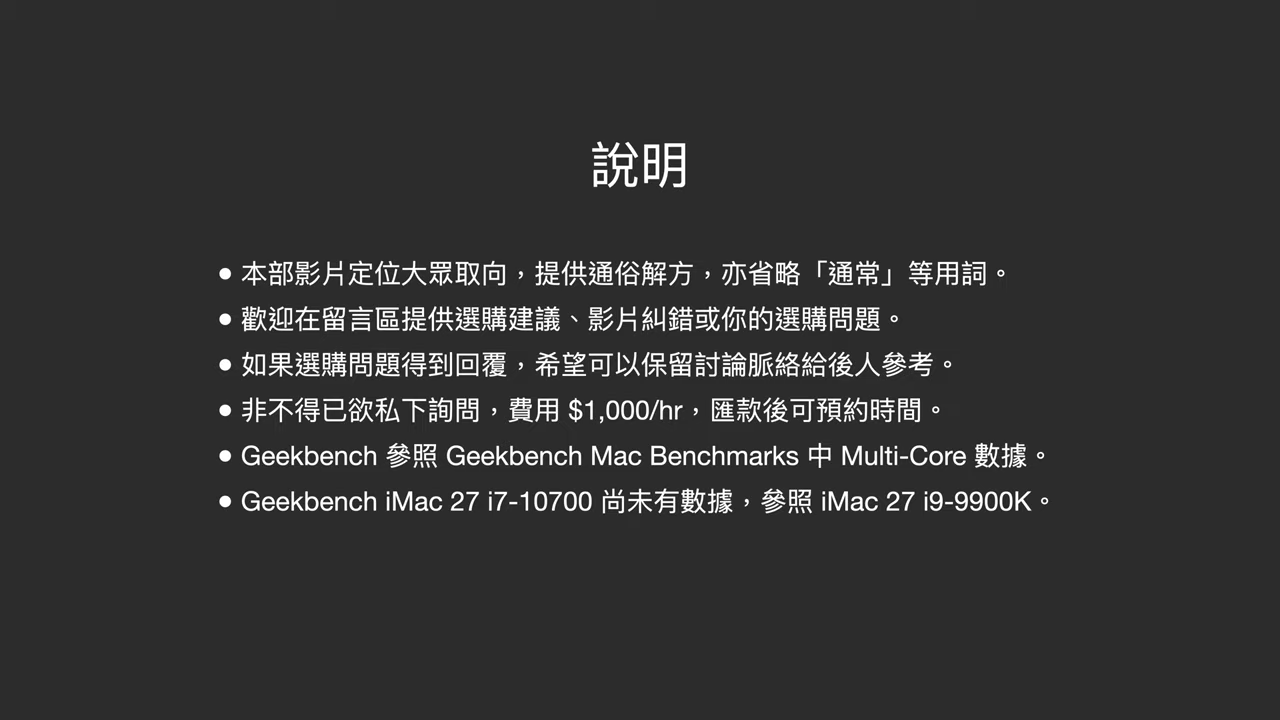 說明
• 本部影片定位大眾取向，提供通俗解方，亦省略「通常」等用詞。
• 歡迎在留言區提供選購建議、影片糾錯或你的選購問題。
• 如果選購問題得到回覆，希望可以保留討論脈絡給後人參考。
• 非不得已欲私下詢問，費用 $1,000/hr，匯款後可預約時間。
• Geekbench 參照 Geekbench Mac Benchmarks 中 Multi-Core 數據。
• Geekbench iMac 27 i7-10700 尚未有數據，參照 iMac 27 i9-9900K。